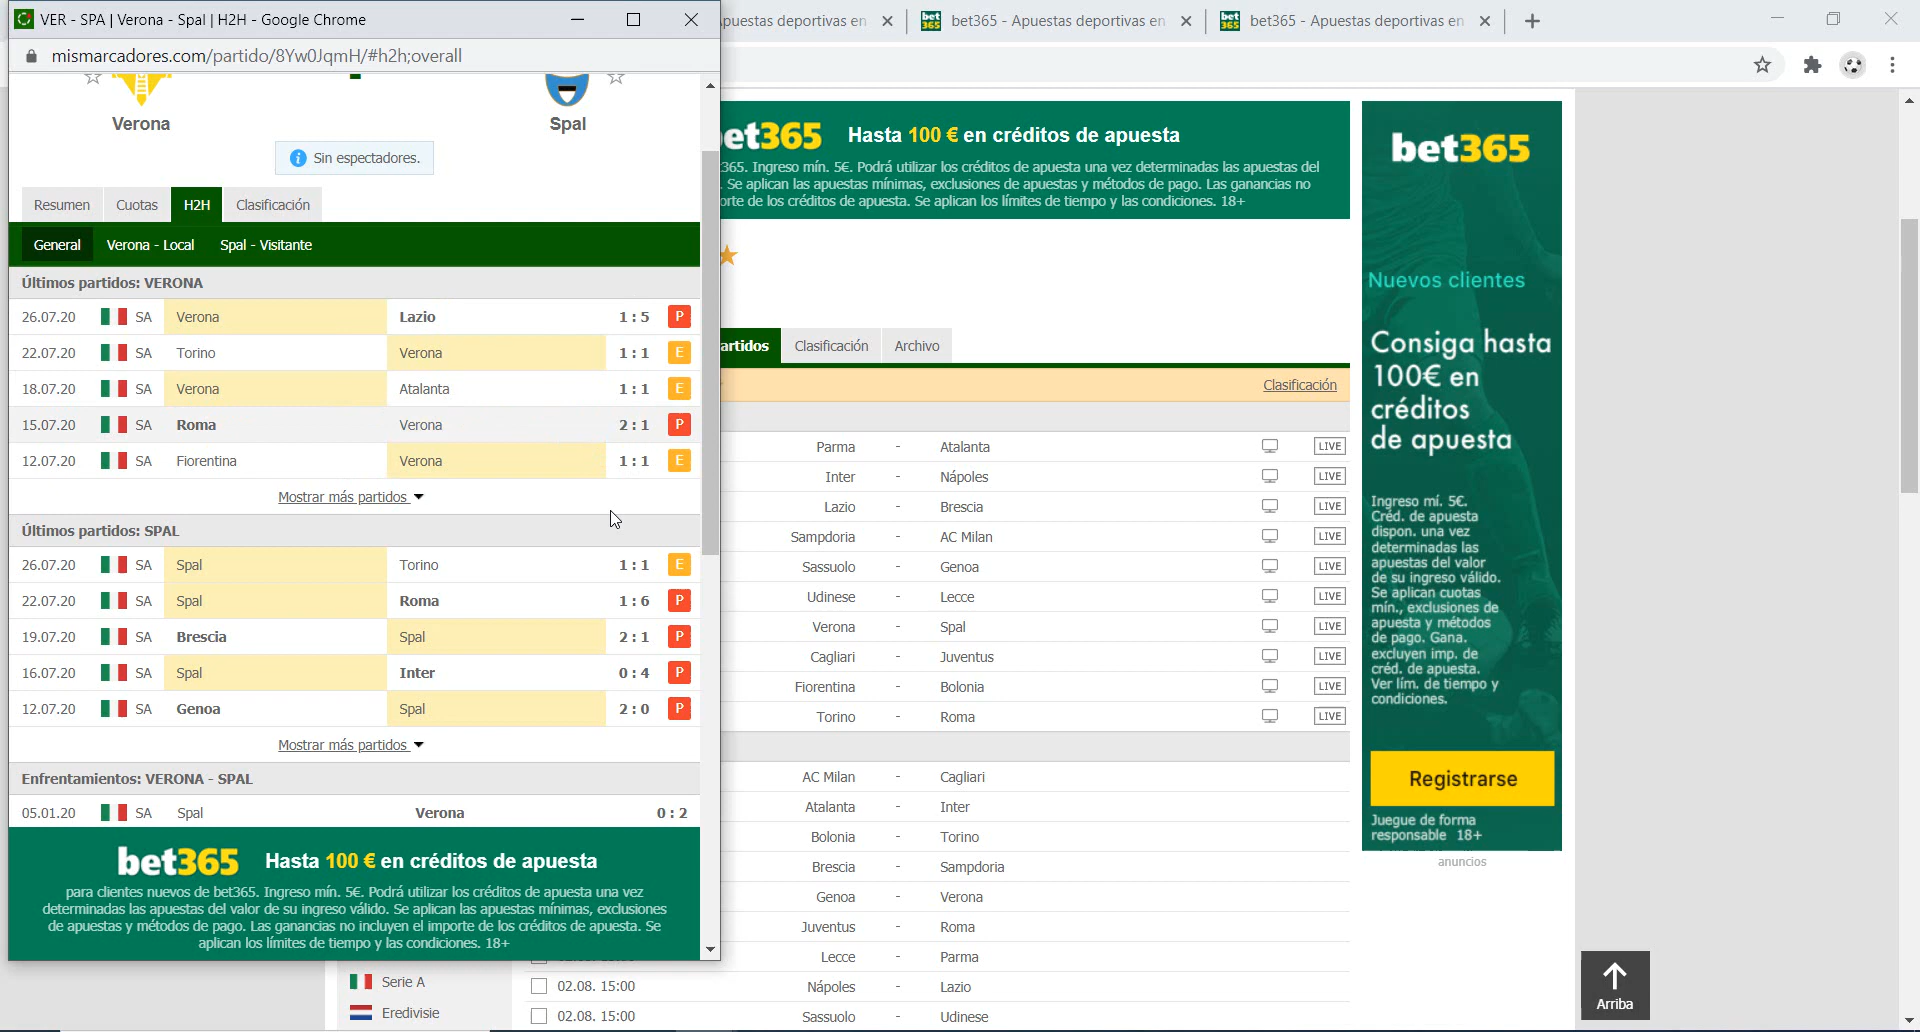 VER - SPA | Verona - Spal | H2H - Google Chrome
puestas deportivas en
bet365 - Apuestas deportivas en
bet365 - Apuestas deportivas en
mismarcadores.com/partido/8Yw0JqmH/#h2h;overall
Verona
Spal
Sin espectadores.
Resumen Cuotas H2H Clasificación
General Verona - Local Spal - Visitante
Últimos partidos: VERONA
26.07.20 SA Verona Lazio 1 : 5 P
22.07.20 SA Torino Verona 1 : 1 E
18.07.20 SA Verona Atalanta 1 : 1 E
15.07.20 SA Roma Verona 2 : 1 P
12.07.20 SA Fiorentina Verona 1 : 1 E
Mostrar más partidos
Últimos partidos: SPAL
26.07.20 SA Spal Torino 1 : 1 E
22.07.20 SA Spal Roma 1 : 6 P
19.07.20 SA Brescia Spal 2 : 1 P
16.07.20 SA Spal Inter 0 : 4 P
12.07.20 SA Genoa Spal 2 : 0 P
Mostrar más partidos
Enfrentamientos: VERONA - SPAL
05.01.20 SA Spal Verona 0 : 2
bet365 Hasta 100 € en créditos de apuesta
para clientes nuevos de bet365. Ingreso mín. 5€. Podrá utilizar los créditos de apuesta una vez
determinadas las apuestas del valor de su ingreso válido. Se aplican las apuestas mínimas, exclusiones
de apuestas y métodos de pago. Las ganancias no incluyen el importe de los créditos de apuesta. Se
aplican los límites de tiempo y las condiciones. 18+
Serie A
Eredivisie
et365 Hasta 100 € en créditos de apuesta
365. Ingreso mín. 5€. Podrá utilizar los créditos de apuesta una vez determinadas las apuestas del
. Se aplican las apuestas mínimas, exclusiones de apuestas y métodos de pago. Las ganancias no
orte de los créditos de apuesta. Se aplican los límites de tiempo y las condiciones. 18+
artidos Clasificación Archivo
Clasificación
Parma - Atalanta LIVE
Inter - Nápoles LIVE
Lazio - Brescia LIVE
Sampdoria - AC Milan LIVE
Sassuolo - Genoa LIVE
Udinese - Lecce LIVE
Verona - Spal LIVE
Cagliari - Juventus LIVE
Fiorentina - Bolonia LIVE
Torino - Roma LIVE
AC Milan - Cagliari
Atalanta - Inter
Bolonia - Torino
Brescia - Sampdoria
Genoa - Verona
Juventus - Roma
Lecce - Parma
02.08. 15:00 Nápoles - Lazio
02.08. 15:00 Sassuolo - Udinese
bet365
Nuevos clientes
Consiga hasta
100€ en
créditos
de apuesta
Ingreso mí. 5€.
Créd. de apuesta
dispon. una vez
determinadas las
apuestas del valor
de su ingreso válido.
Se aplican cuotas
mín., exclusiones de
apuesta y métodos
de pago. Gana.
excluyen imp. de
créd. de apuesta.
Ver lím. de tiempo y
condiciones.
Registrarse
Juegue de forma
responsable 18+
anuncios
Arriba